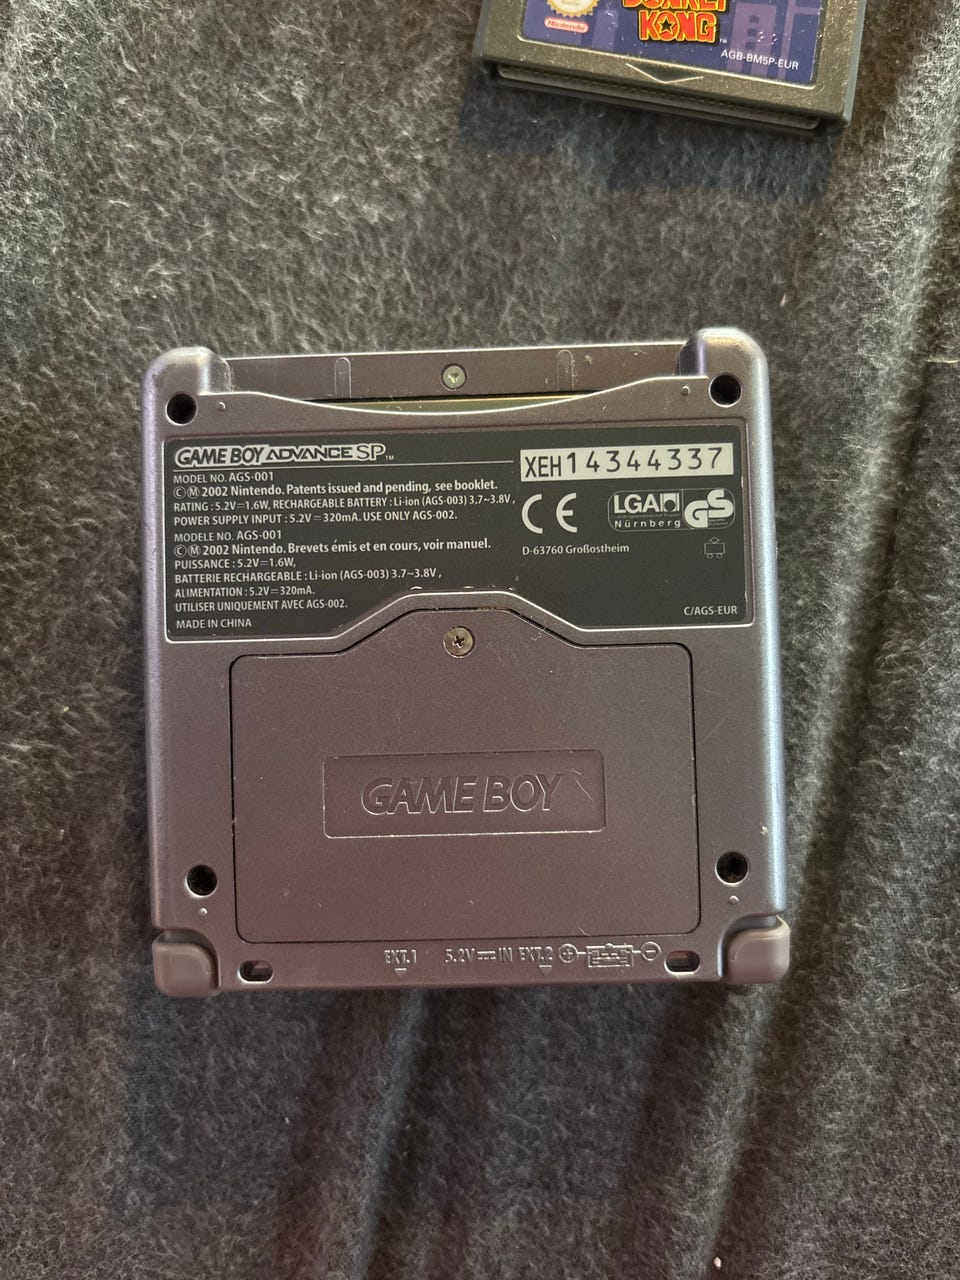 DONKEY
KONG™
Nintendo
AGB-BM5P-EUR
GAME BOY ADVANCE SP™
MODEL NO. AGS-001
©Ⓜ 2002 Nintendo. Patents issued and pending, see booklet.
RATING : 5.2V⎓1.6W, RECHARGEABLE BATTERY : Li-ion (AGS-003) 3.7~3.8V,
POWER SUPPLY INPUT : 5.2V⎓320mA. USE ONLY AGS-002.
MODELE NO. AGS-001
©Ⓜ 2002 Nintendo. Brevets émis et en cours, voir manuel.
PUISSANCE : 5.2V⎓1.6W,
BATTERIE RECHARGEABLE : Li-ion (AGS-003) 3.7~3.8V,
ALIMENTATION : 5.2V⎓320mA.
UTILISER UNIQUEMENT AVEC AGS-002.
MADE IN CHINA
XEH14344337
CE
LGA
Nürnberg
GS
D-63760 Großostheim
C/AGS-EUR
GAME BOY
EXT.1 5.2V⎓IN EXT.2